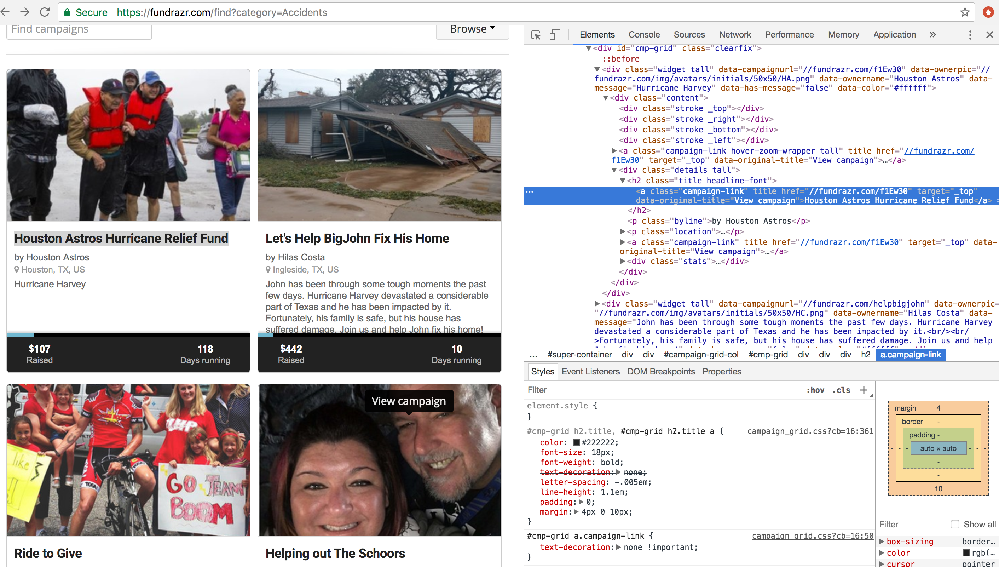 Secure https://fundrazr.com/find?category=Accidents
Find campaigns
Browse
Houston Astros Hurricane Relief Fund
by Houston Astros
Houston, TX, US
Hurricane Harvey
$107
Raised
118
Days running
Let's Help BigJohn Fix His Home
by Hilas Costa
Ingleside, TX, US
John has been through some tough moments the past
few days. Hurricane Harvey devastated a considerable
part of Texas and he has been impacted by it.
Fortunately, his family is safe, but his house has
suffered damage. Join us and help John fix his home!
$442
Raised
10
Days running
like
GO TEAM
BOOM
View campaign
Ride to Give
Helping out The Schoors
Elements Console Sources Network Performance Memory Application »
▼<div id="cmp-grid" class="clearfix">
::before
▼<div class="widget tall" data-campaignurl="//fundrazr.com/f1Ew30" data-ownerpic="//
fundrazr.com/img/avatars/initials/50x50/HA.png" data-ownername="Houston Astros" data-
message="Hurricane Harvey" data-has-message="false" data-color="#ffffff">
▼<div class="content">
<div class="stroke _top"></div>
<div class="stroke _right"></div>
<div class="stroke _bottom"></div>
<div class="stroke _left"></div>
▶<a class="campaign-link hover-zoom-wrapper tall" title href="//fundrazr.com/
f1Ew30" target="_top" data-original-title="View campaign">…</a>
▼<div class="details tall">
▼<h2 class="title headline-font">
<a class="campaign-link" title href="//fundrazr.com/f1Ew30" target="_top"
data-original-title="View campaign">Houston Astros Hurricane Relief Fund</a> =
</h2>
<p class="byline">by Houston Astros</p>
▶<p class="location">…</p>
▶<a class="campaign-link" title href="//fundrazr.com/f1Ew30" target="_top" data-
original-title="View campaign">…</a>
▶<div class="stats">…</div>
</div>
</div>
</div>
▶<div class="widget tall" data-campaignurl="//fundrazr.com/helpbigjohn" data-ownerpic=
"//fundrazr.com/img/avatars/initials/50x50/HC.png" data-ownername="Hilas Costa" data-
message="John has been through some tough moments the past few days. Hurricane Harvey
devastated a considerable part of Texas and he has been impacted by it.<br/><br/
>Fortunately, his family is safe, but his house has suffered damage. Join us and help
... #super-container div div #campaign-grid-col #cmp-grid div div div h2 a.campaign-link
Styles Event Listeners DOM Breakpoints Properties
Filter :hov .cls +
element.style {
}
#cmp-grid h2.title, #cmp-grid h2.title a { campaign_grid.css?cb=16:361
color: #222222;
font-size: 18px;
font-weight: bold;
text-decoration:▶none;
letter-spacing: -.005em;
line-height: 1.1em;
padding:▶0;
margin:▶4px 0 10px;
}
#cmp-grid a.campaign-link { campaign_grid.css?cb=16:50
text-decoration:▶none !important;
}
margin 4
border -
padding -
- - - auto × auto - - -
-
-
10
Filter Show all
▶box-sizing border…
▶color rgb(…
▶cursor pointer